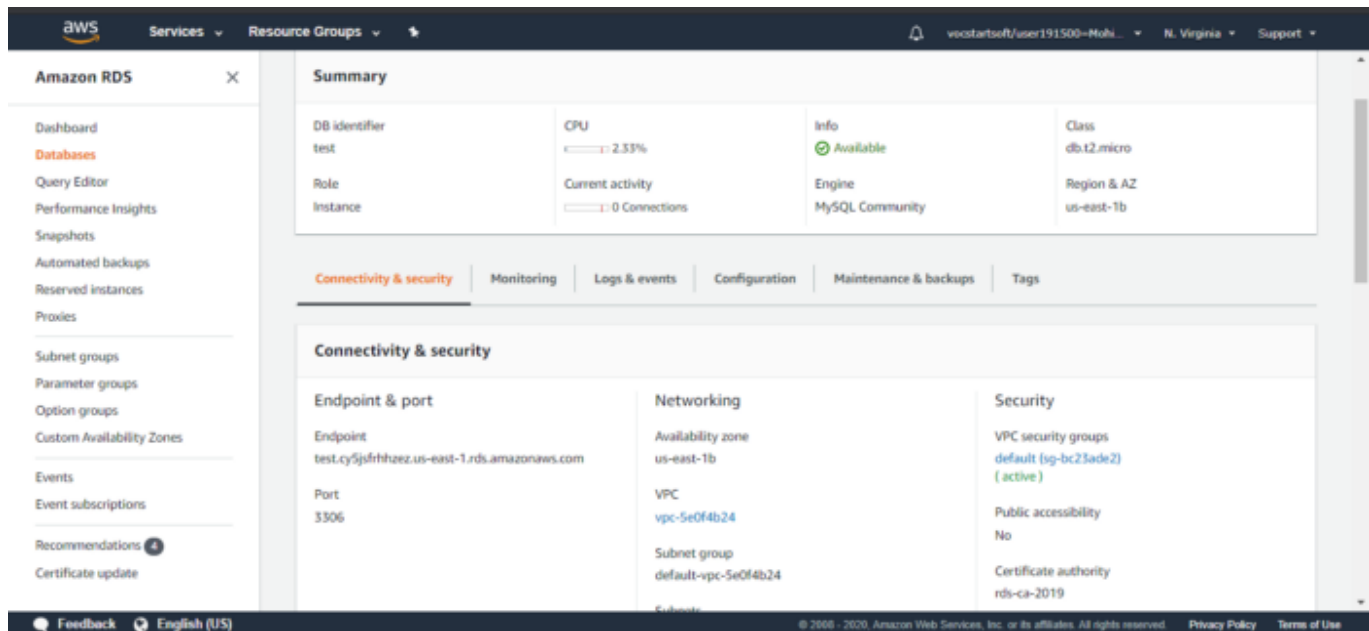 aws Services Resource Groups vocstartsoft/user191500=Mohi... N. Virginia Support
Amazon RDS
Dashboard
Databases
Query Editor
Performance Insights
Snapshots
Automated backups
Reserved instances
Proxies
Subnet groups
Parameter groups
Option groups
Custom Availability Zones
Events
Event subscriptions
Recommendations 4
Certificate update
Summary
DB identifier
test
CPU
2.33%
Info
Available
Class
db.t2.micro
Role
Instance
Current activity
0 Connections
Engine
MySQL Community
Region & AZ
us-east-1b
Connectivity & security Monitoring Logs & events Configuration Maintenance & backups Tags
Connectivity & security
Endpoint & port
Endpoint
test.cy5jsfrhhzez.us-east-1.rds.amazonaws.com
Port
3306
Networking
Availability zone
us-east-1b
VPC
vpc-5e0f4b24
Subnet group
default-vpc-5e0f4b24
Subnets
Security
VPC security groups
default (sg-bc23ade2)
( active )
Public accessibility
No
Certificate authority
rds-ca-2019
Feedback English (US) © 2008 - 2020, Amazon Web Services, Inc. or its affiliates. All rights reserved. Privacy Policy Terms of Use